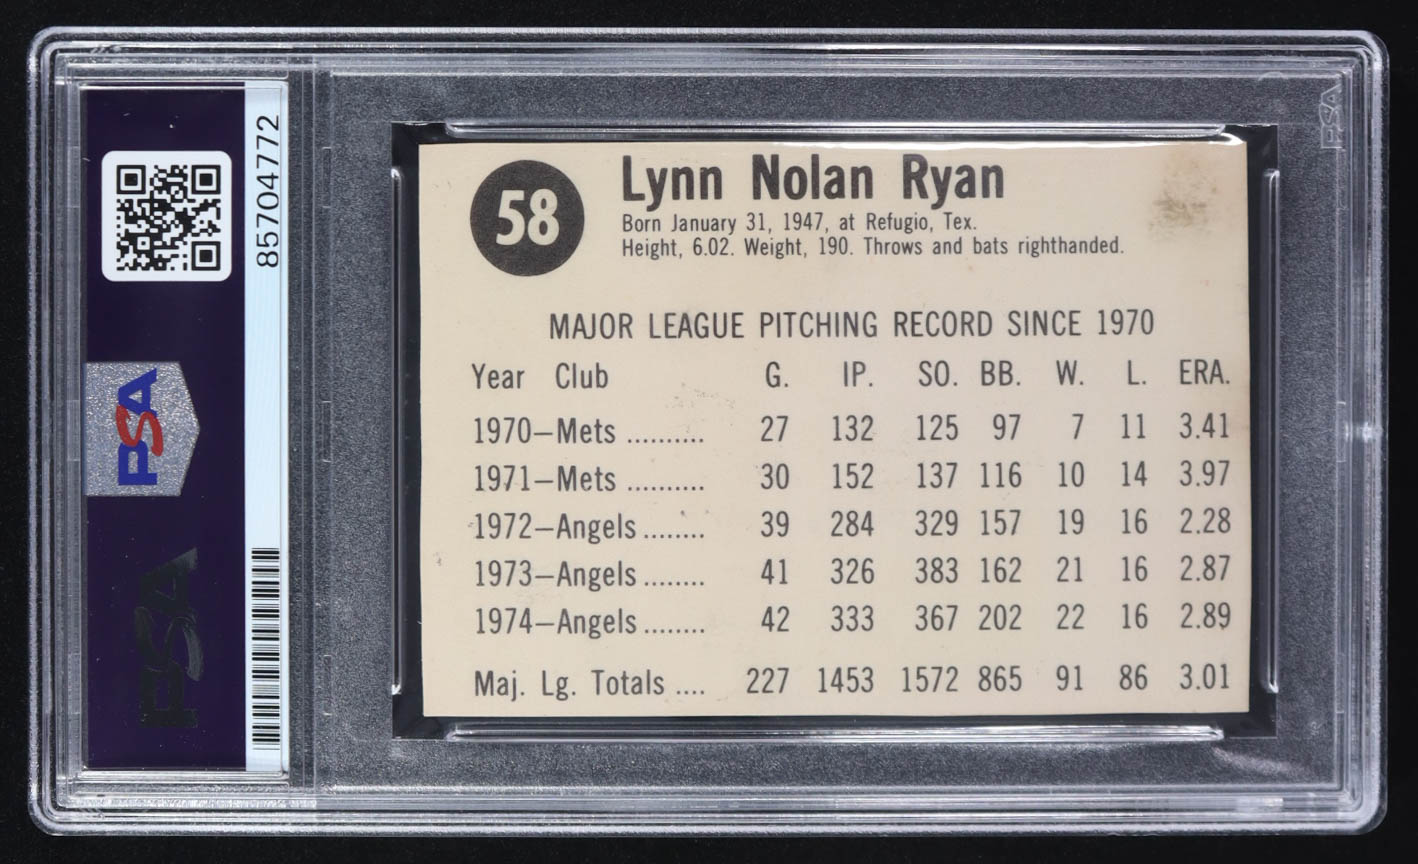 85704772
PSA
PSA
PSA
58
Lynn Nolan Ryan
Born January 31, 1947, at Refugio, Tex.
Height, 6.02. Weight, 190. Throws and bats righthanded.
MAJOR LEAGUE PITCHING RECORD SINCE 1970
Year Club G. IP. SO. BB. W. L. ERA.
1970—Mets .......... 27 132 125 97 7 11 3.41
1971—Mets .......... 30 152 137 116 10 14 3.97
1972—Angels ........ 39 284 329 157 19 16 2.28
1973—Angels ........ 41 326 383 162 21 16 2.87
1974—Angels ........ 42 333 367 202 22 16 2.89
Maj. Lg. Totals .... 227 1453 1572 865 91 86 3.01